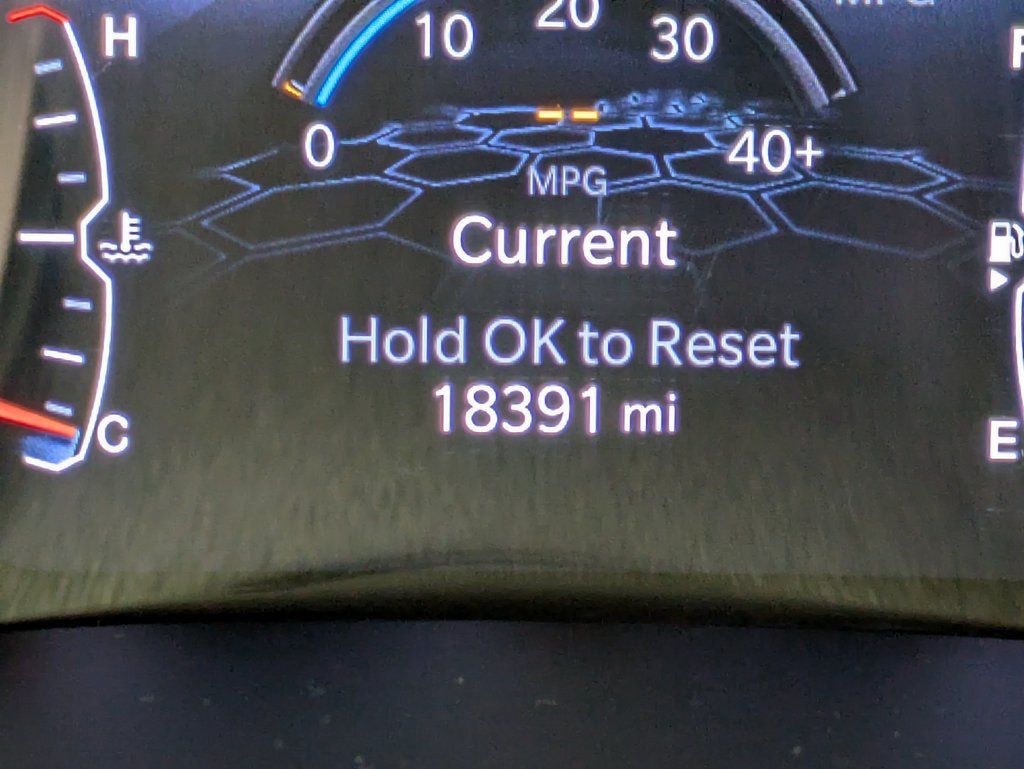 20
10 30
H
0 40+
MPG
Current
Hold OK to Reset
18391 mi
C
E